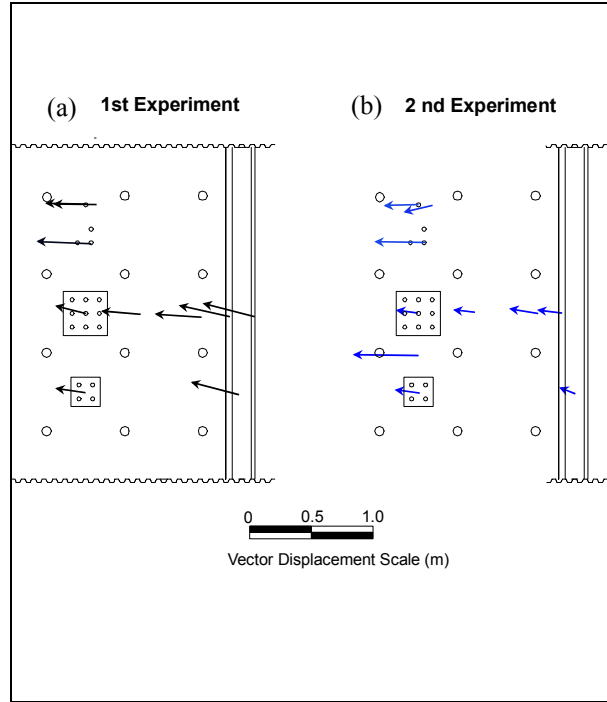 (a) 1st Experiment
(b) 2 nd Experiment
0 0.5 1.0
Vector Displacement Scale (m)